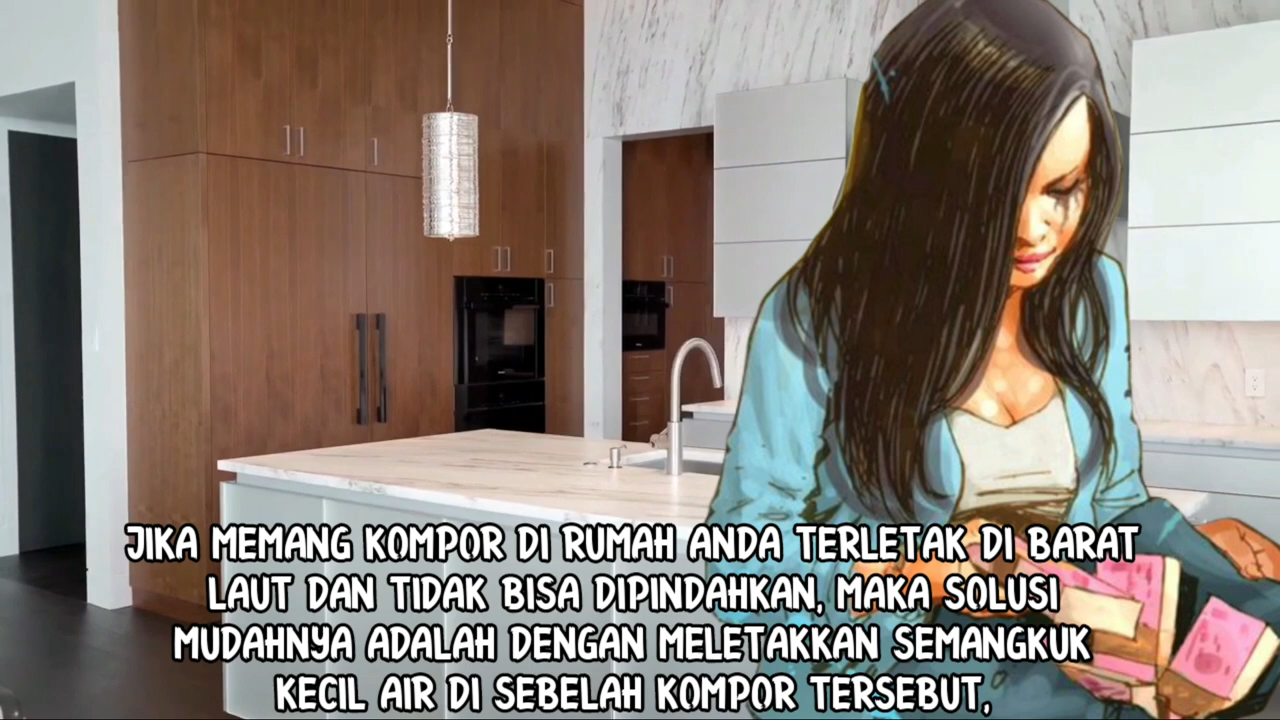 JIKA MEMANG KOMPOR DI RUMAH ANDA TERLETAK DI BARAT
LAUT DAN TIDAK BISA DIPINDAHKAN, MAKA SOLUSI
MUDAHNYA ADALAH DENGAN MELETAKKAN SEMANGKUK
KECIL AIR DI SEBELAH KOMPOR TERSEBUT,